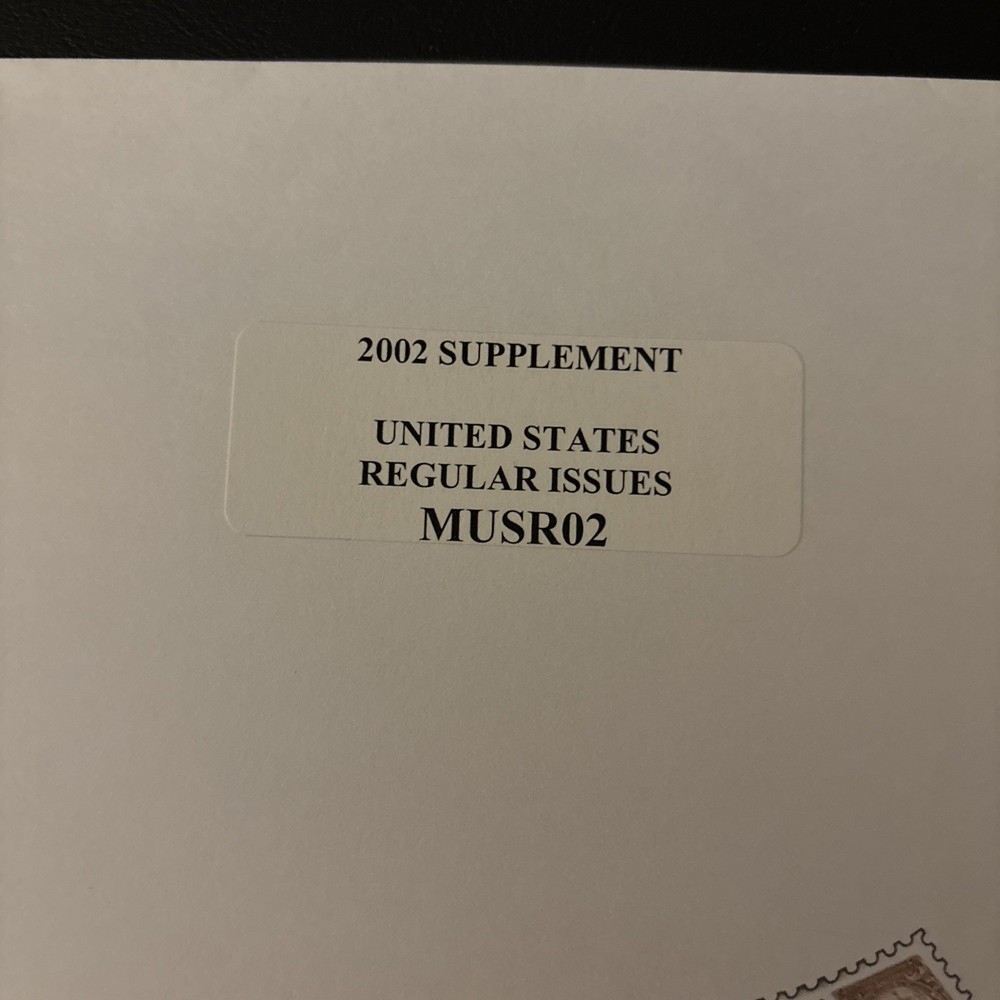 2002 SUPPLEMENT
UNITED STATES
REGULAR ISSUES
MUSR02